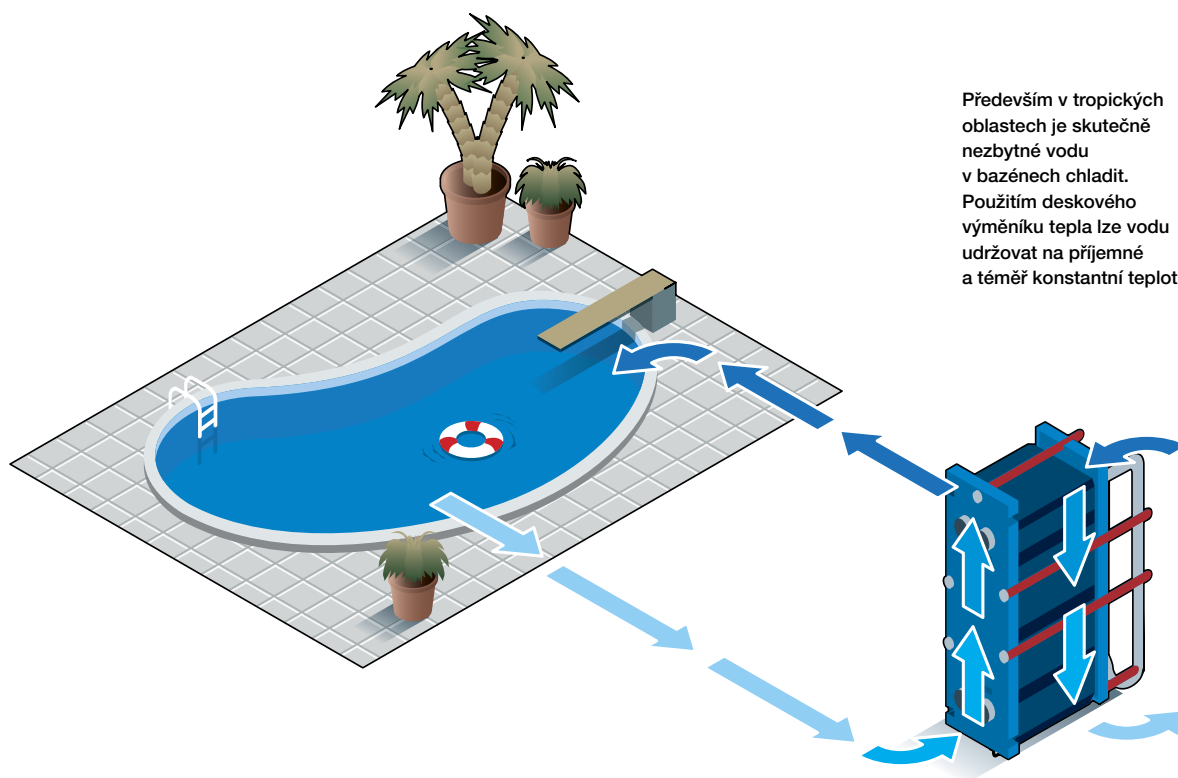 Především v tropických
oblastech je skutečně
nezbytné vodu
v bazénech chladit.
Použitím deskového
výměníku tepla lze vodu
udržovat na příjemné
a téměř konstantní teplot